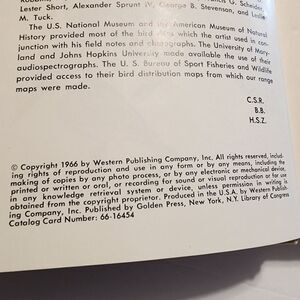 Lester Short, Alexander Sprunt IV, George B. Stevenson, and Leslie
M. Tuck.
The U.S. National Museum and the American Museum of Natural
History provided most of the bird skins which the artist used in con-
junction with his field notes and photographs. The University of Mary-
land and Johns Hopkins University made available the use of their
audiospectrographs. The U. S. Bureau of Sport Fisheries and Wildlife
provided access to their bird distribution maps from which our range
maps were made.
C.S.R.
B.B.
H.S.Z.
© Copyright 1966 by Western Publishing Company, Inc. All rights reserved, includ-
ing rights of reproduction and use in any form or by any means, including the
making of copies by any photo process, or by any electronic or mechanical device,
printed or written or oral, or recording for sound or visual reproduction or for use
in any knowledge retrieval system or device, unless permission in writing is
obtained from the copyright proprietor. Produced in the U.S.A. by Western Publish-
ing Company, Inc. Published by Golden Press, New York, N.Y. Library of Congress
Catalog Card Number: 66-16454